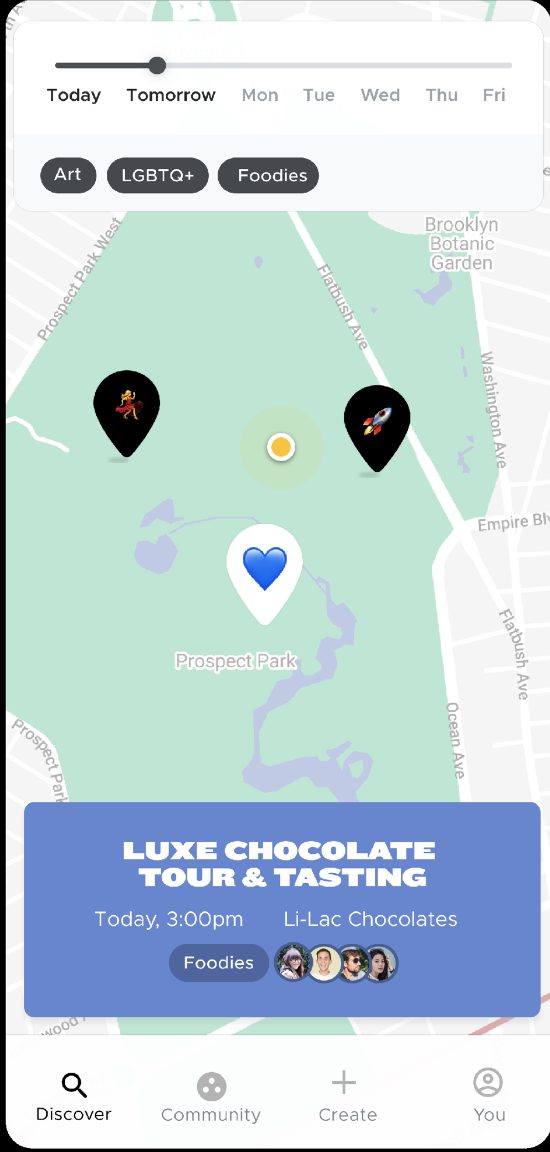 Today Tomorrow Mon Tue Wed Thu Fri
Art LGBTQ+ Foodies
Brooklyn
Botanic
Garden
Prospect Park West
Flatbush Ave
Washington Ave
Empire Blv
Prospect Park
Flatbush Ave
Ocean Ave
Prospect Park
LUXE CHOCOLATE
TOUR & TASTING
Today, 3:00pm Li-Lac Chocolates
Foodies
Discover Community Create You